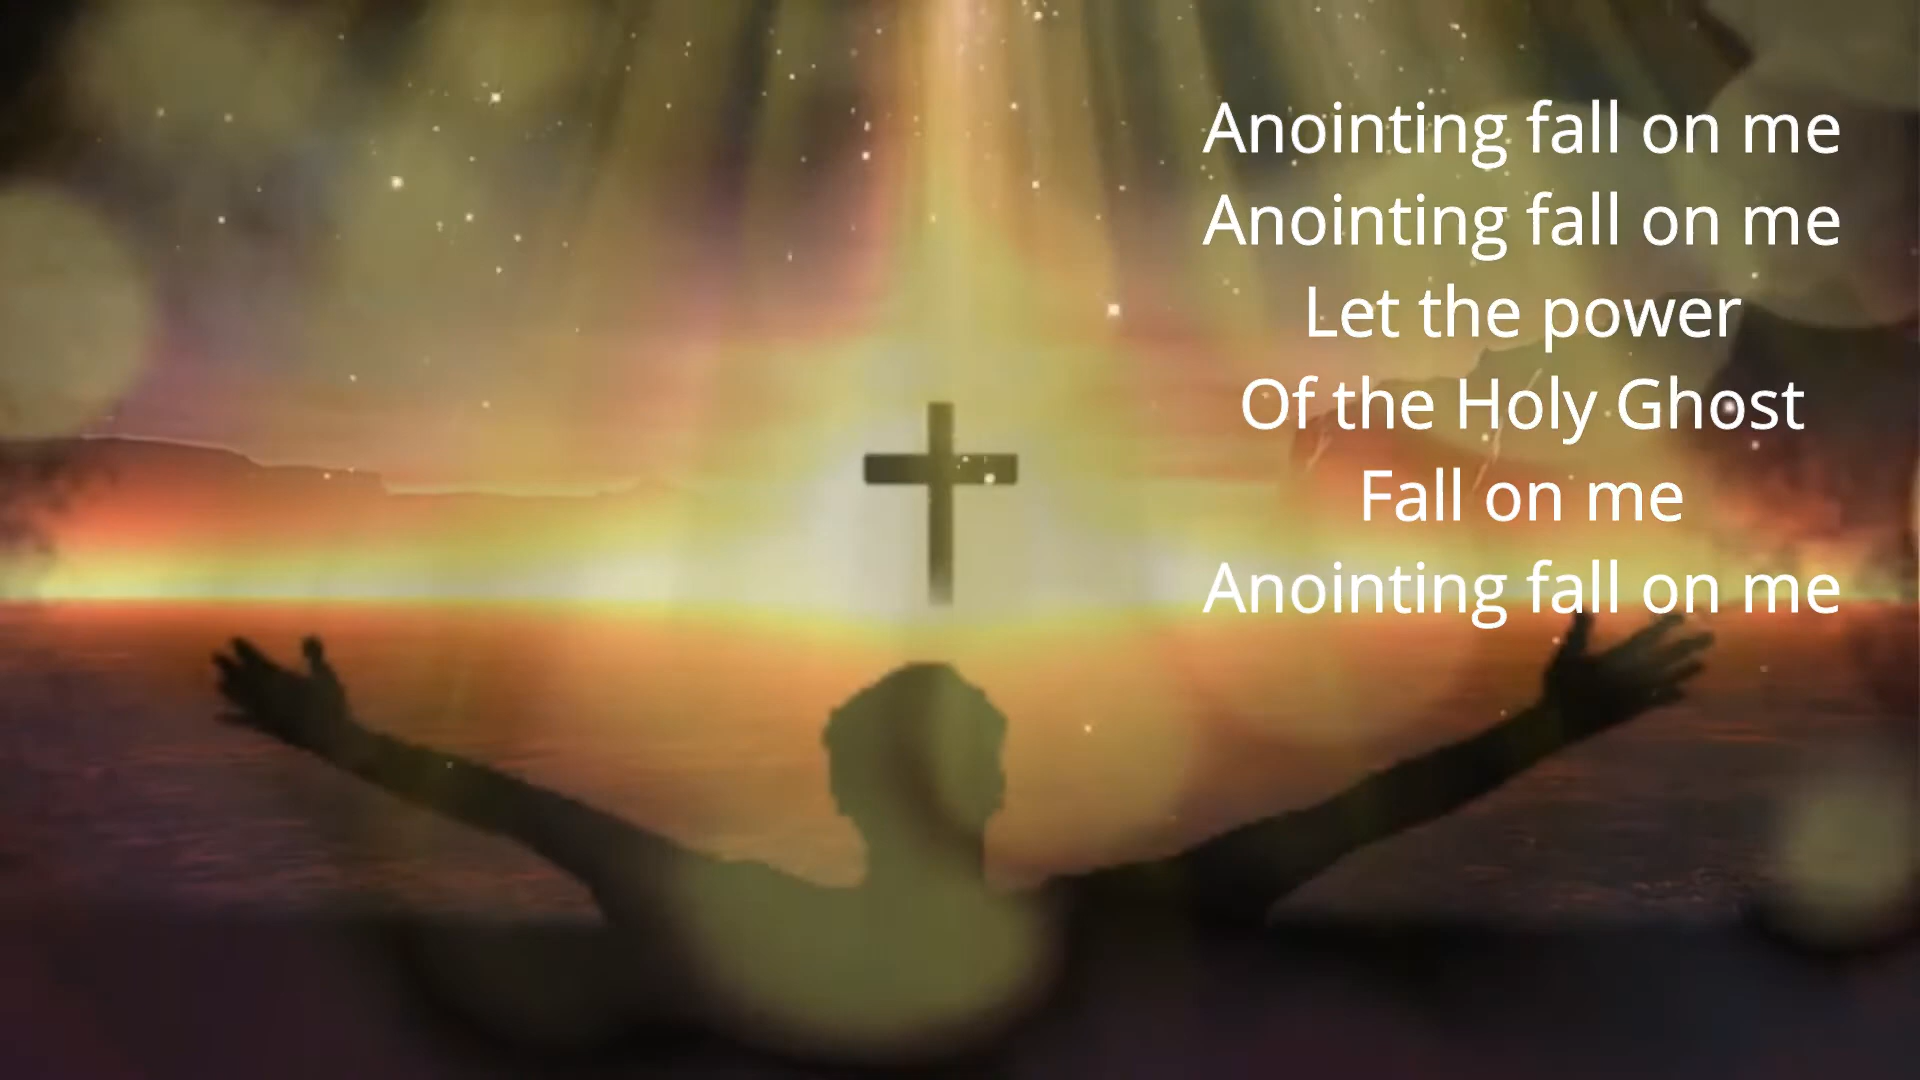 Anointing fall on me
Anointing fall on me
Let the power
Of the Holy Ghost
Fall on me
Anointing fall on me